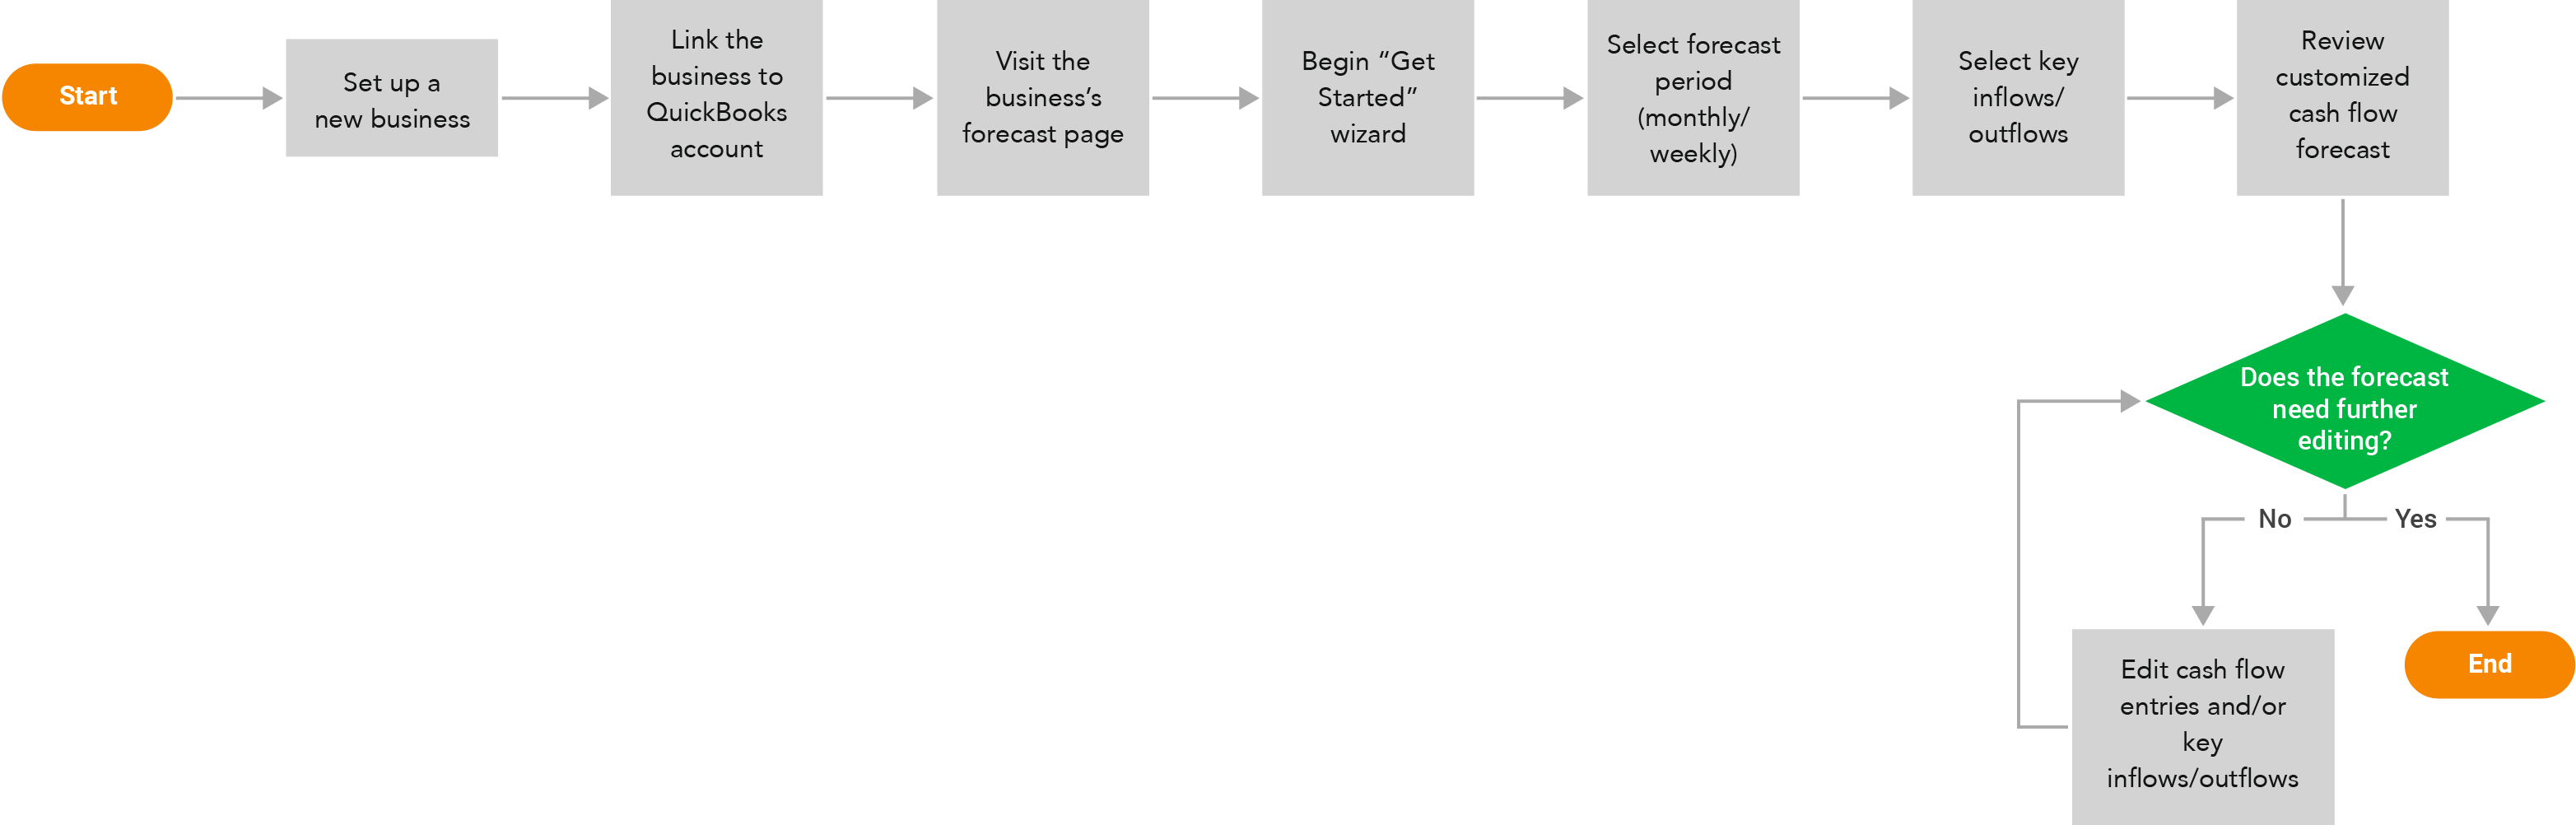 Start
Set up a
new business
Link the
business to
QuickBooks
account
Visit the
business’s
forecast page
Begin “Get
Started”
wizard
Select forecast
period
(monthly/
weekly)
Select key
inflows/
outflows
Review
customized
cash flow
forecast
Does the forecast
need further
editing?
No
Yes
Edit cash flow
entries and/or
key
inflows/outflows
End